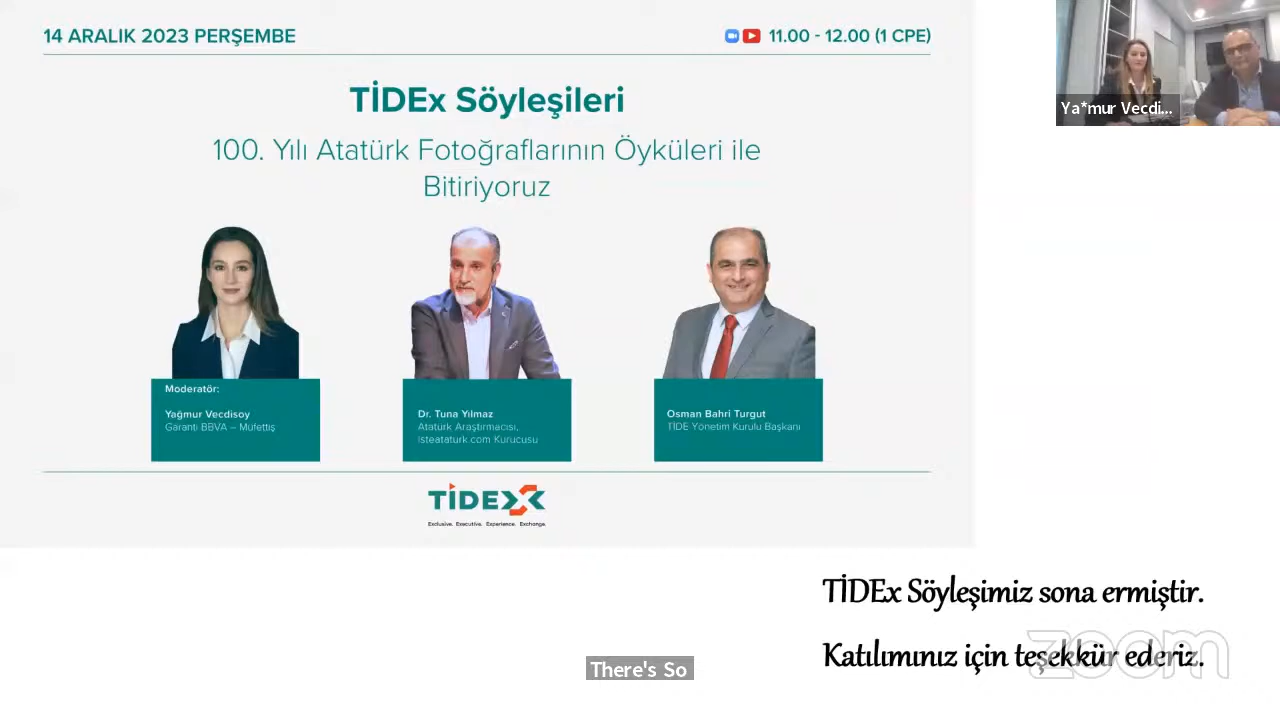 14 ARALIK 2023 PERŞEMBE
11.00 - 12.00 (1 CPE)
TİDEx Söyleşileri
100. Yılı Atatürk Fotoğraflarının Öyküleri ile
Bitiriyoruz
Ya*mur Vecdi...
Moderatör:
Yağmur Vecdisoy
Garanti BBVA – Müfettiş
Dr. Tuna Yılmaz
Atatürk Araştırmacısı,
isteataturk.com Kurucusu
Osman Bahri Turgut
TİDE Yönetim Kurulu Başkanı
TİDEX
Exclusive. Executive. Experience. Exchange.
TİDEx Söyleşimiz sona ermiştir.
Katılımınız için teşekkür ederiz.
zoom
There's So